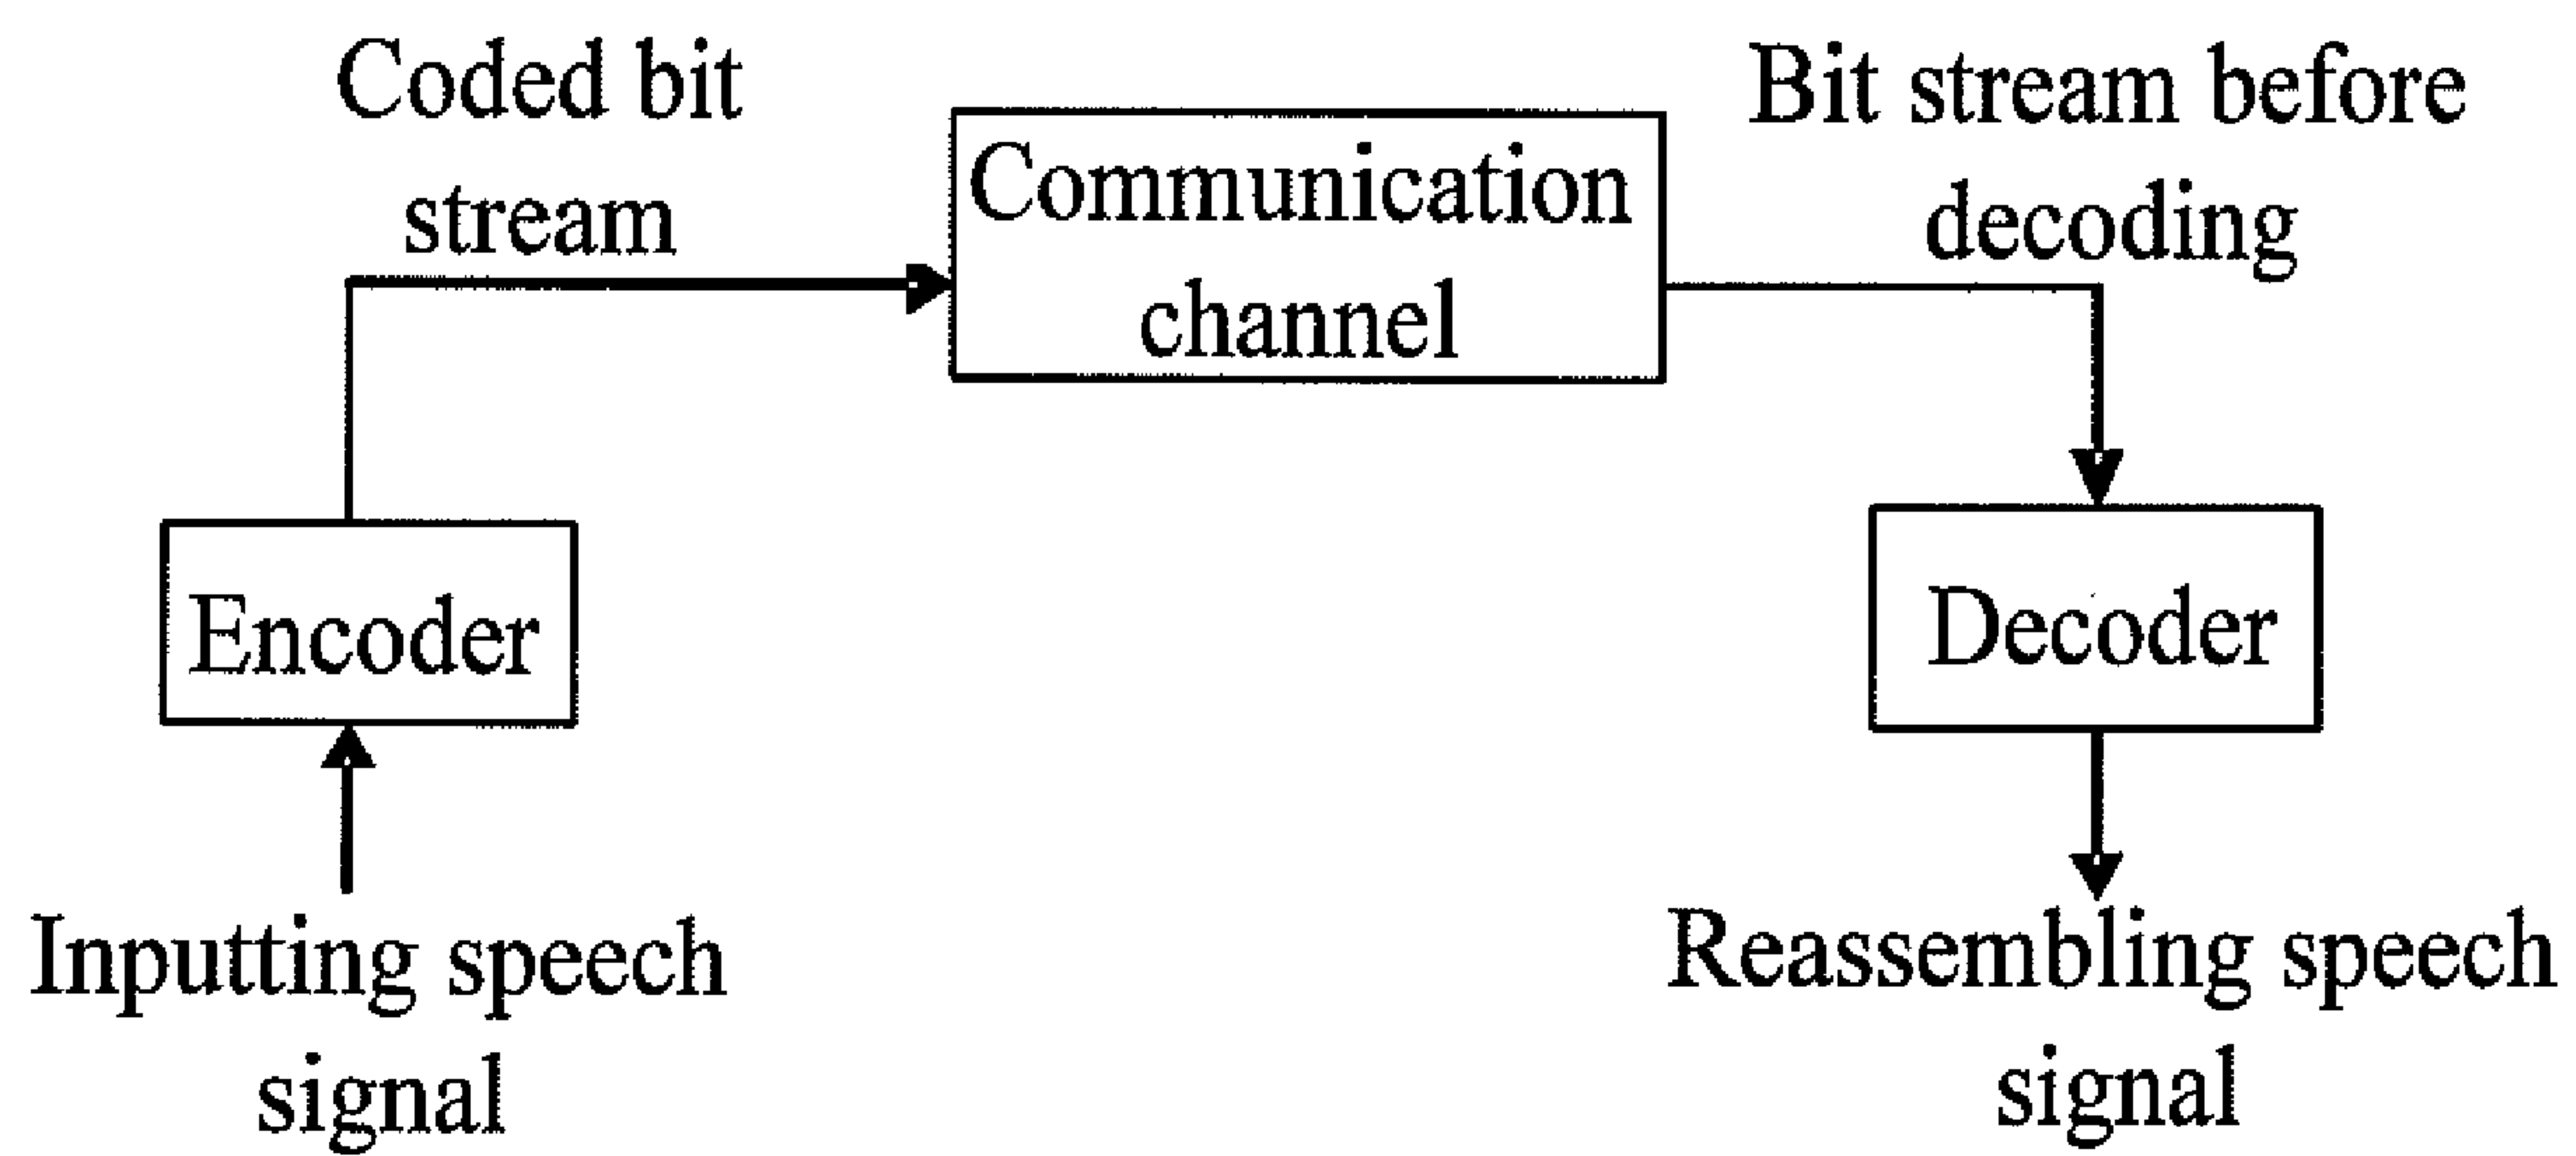 Coded bit
stream
Communication
channel
Bit stream before
decoding
Encoder
Decoder
Inputting speech
signal
Reassembling speech
signal